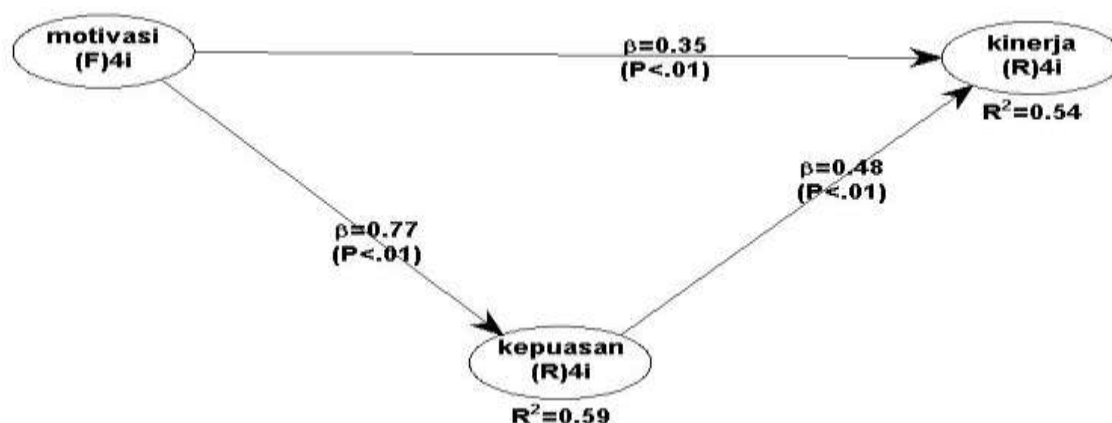 motivasi
(F)4i
β=0.35
(P<.01)
kinerja
(R)4i
R²=0.54
β=0.77
(P<.01)
β=0.48
(P<.01)
kepuasan
(R)4i
R²=0.59